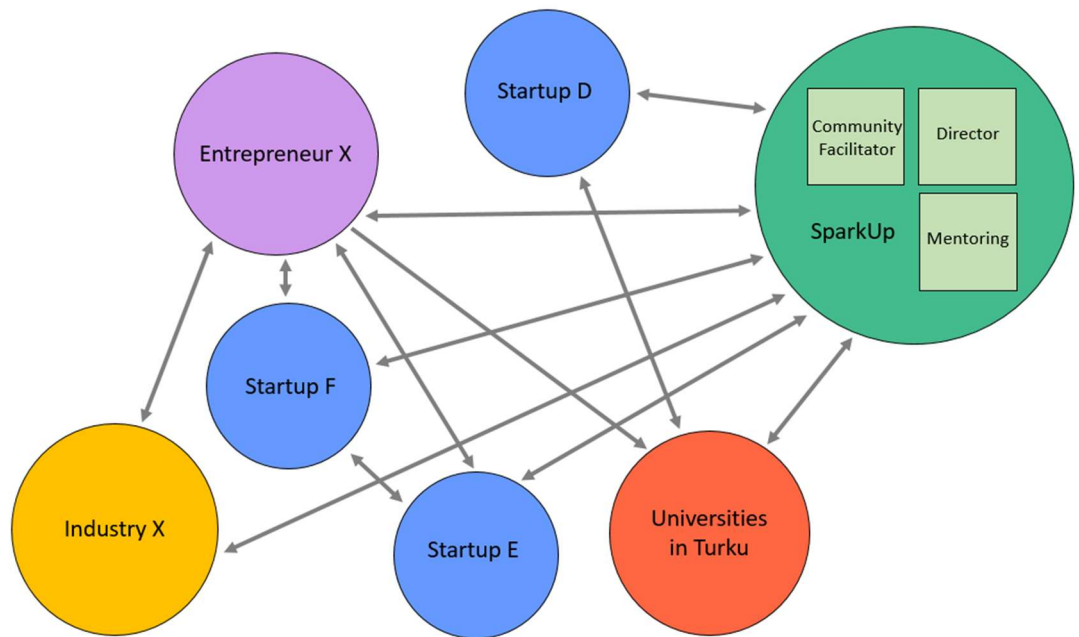 Startup D
Entrepreneur X
Community
Facilitator
Director
SparkUp
Mentoring
Startup F
Industry X
Startup E
Universities
in Turku